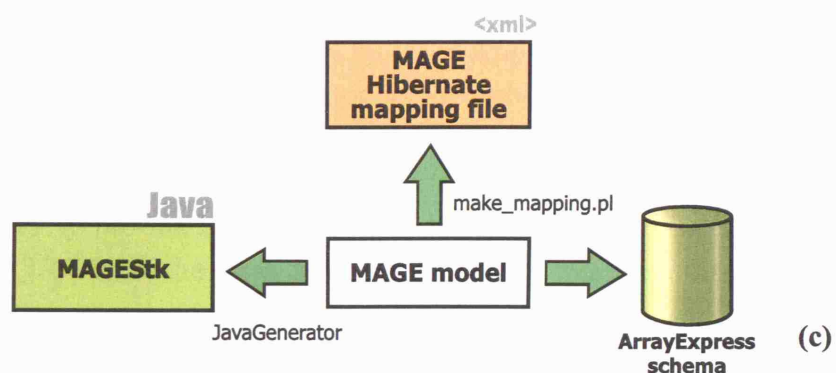 <xml>
MAGE
Hibernate
mapping file
make_mapping.pl
Java
MAGEStk
MAGE model
JavaGenerator
ArrayExpress
schema
(c)